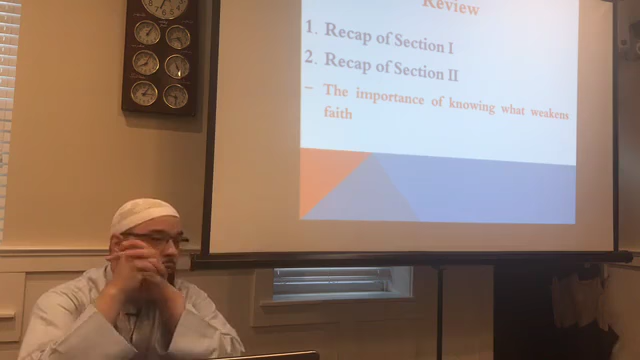 Review
1. Recap of Section I
2. Recap of Section II
– The importance of knowing what weakens
faith